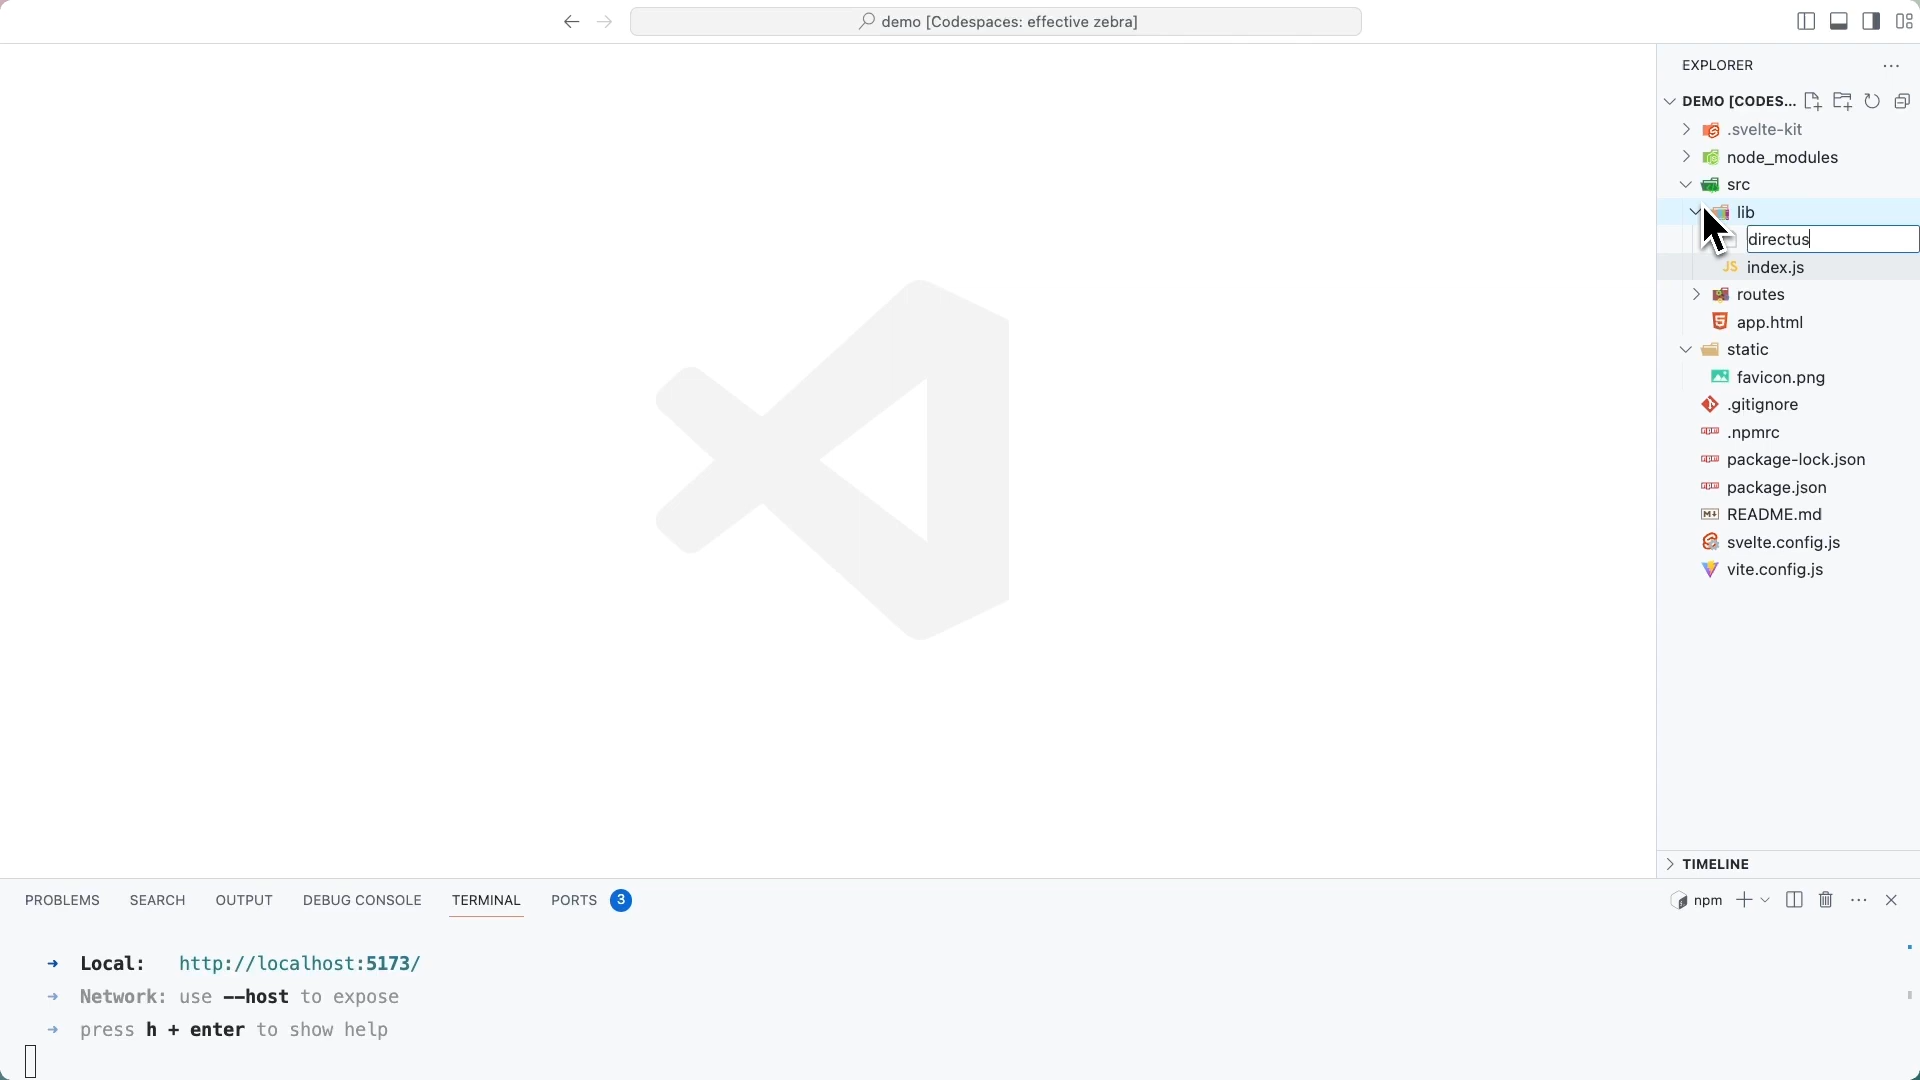 demo [Codespaces: effective zebra]
EXPLORER
DEMO [CODES...
.svelte-kit
node_modules
src
lib
directus
JS index.js
routes
app.html
static
favicon.png
.gitignore
.npmrc
package-lock.json
package.json
README.md
svelte.config.js
vite.config.js
TIMELINE
PROBLEMS SEARCH OUTPUT DEBUG CONSOLE TERMINAL PORTS 3
npm
➜ Local: http://localhost:5173/
➜ Network: use --host to expose
➜ press h + enter to show help